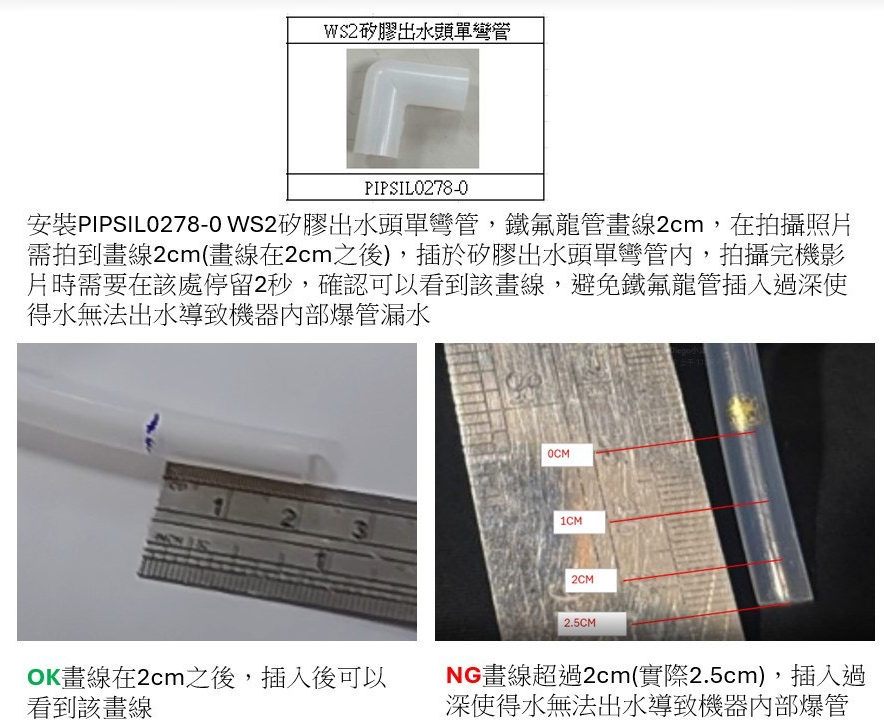 WS2矽膠出水頭單彎管
PIPSIL0278-0
安裝PIPSIL0278-0 WS2矽膠出水頭單彎管，鐵氟龍管畫線2cm，在拍攝照片
需拍到畫線2cm(畫線在2cm之後)，插於矽膠出水頭單彎管內，拍攝完機影
片時需要在該處停留2秒，確認可以看到該畫線，避免鐵氟龍管插入過深使
得水無法出水導致機器內部爆管漏水
1 2 3
1
0CM
1CM
2CM
2.5CM
OK畫線在2cm之後，插入後可以
看到該畫線
NG畫線超過2cm(實際2.5cm)，插入過
深使得水無法出水導致機器內部爆管